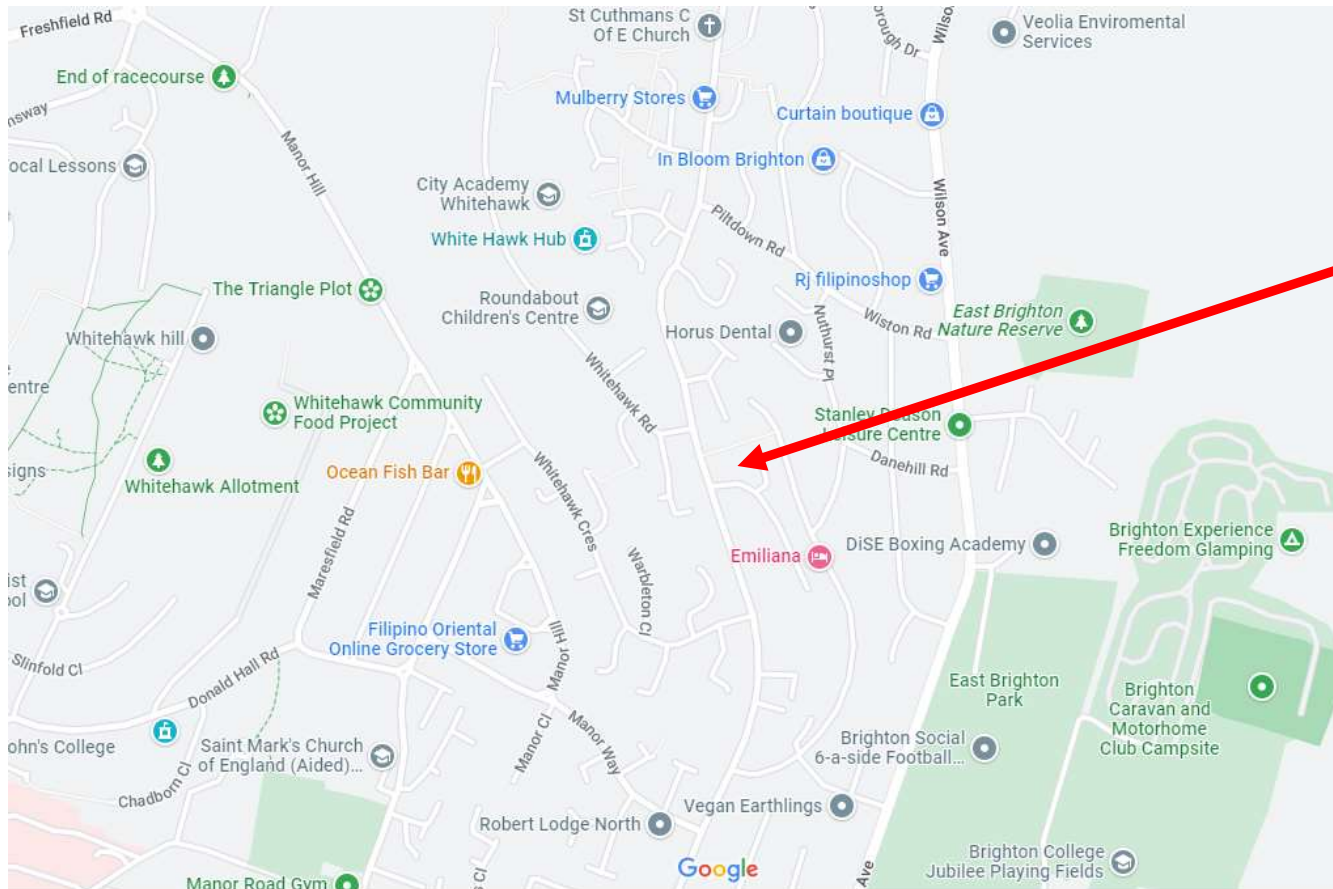 Freshfield Rd
St Cuthmans C
Of E Church
orough Dr
Wilso
Veolia Enviromental
Services
End of racecourse
Mulberry Stores
Curtain boutique
nsway
Manor Hill
ocal Lessons
In Bloom Brighton
City Academy
Whitehawk
Wilson Ave
White Hawk Hub
Piltdown Rd
The Triangle Plot
Roundabout
Children's Centre
Rj filipinoshop
East Brighton
Nature Reserve
Whitehawk hill
Horus Dental
Nuthurst Pl
Wiston Rd
entre
Whitehawk Rd
Whitehawk Community
Food Project
Stanley Deason
Leisure Centre
signs
Whitehawk Allotment
Ocean Fish Bar
Whitehawk Cres
Danehill Rd
Maresfield Rd
Warbleton Cl
Emiliana
DiSE Boxing Academy
Brighton Experience
Freedom Glamping
ist
ool
Filipino Oriental
Online Grocery Store
Manor Hill
Slinfold Cl
Donald Hall Rd
East Brighton
Park
Brighton
Caravan and
Motorhome
Club Campsite
ohn's College
Saint Mark's Church
of England (Aided)...
Manor Cl
Manor Way
Brighton Social
6-a-side Football...
Chadborn Cl
Robert Lodge North
Vegan Earthlings
s Cl
Google
Ave
Brighton College
Jubilee Playing Fields
Manor Road Gym